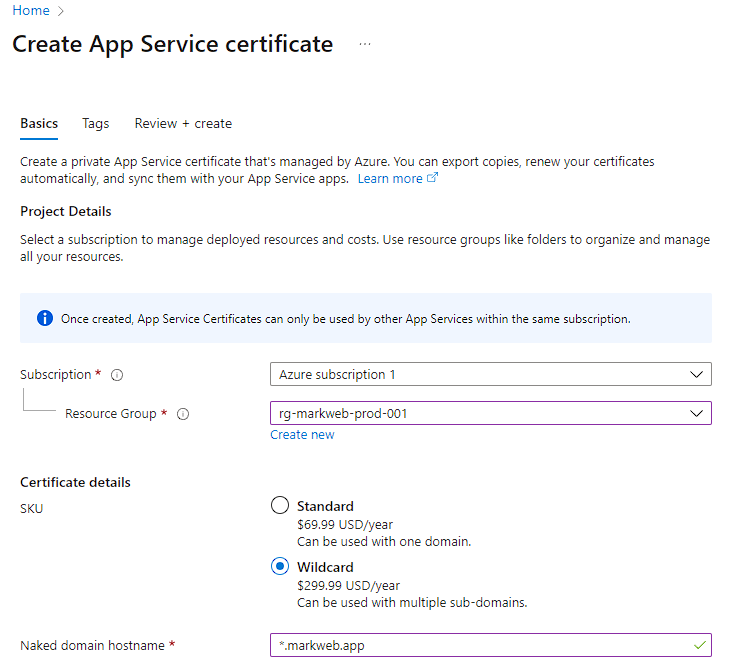 Home >
Create App Service certificate ...
Basics Tags Review + create
Create a private App Service certificate that's managed by Azure. You can export copies, renew your certificates
automatically, and sync them with your App Service apps. Learn more
Project Details
Select a subscription to manage deployed resources and costs. Use resource groups like folders to organize and manage
all your resources.
Once created, App Service Certificates can only be used by other App Services within the same subscription.
Subscription * Azure subscription 1
Resource Group * rg-markweb-prod-001
Create new
Certificate details
SKU
Standard
$69.99 USD/year
Can be used with one domain.
Wildcard
$299.99 USD/year
Can be used with multiple sub-domains.
Naked domain hostname * *.markweb.app